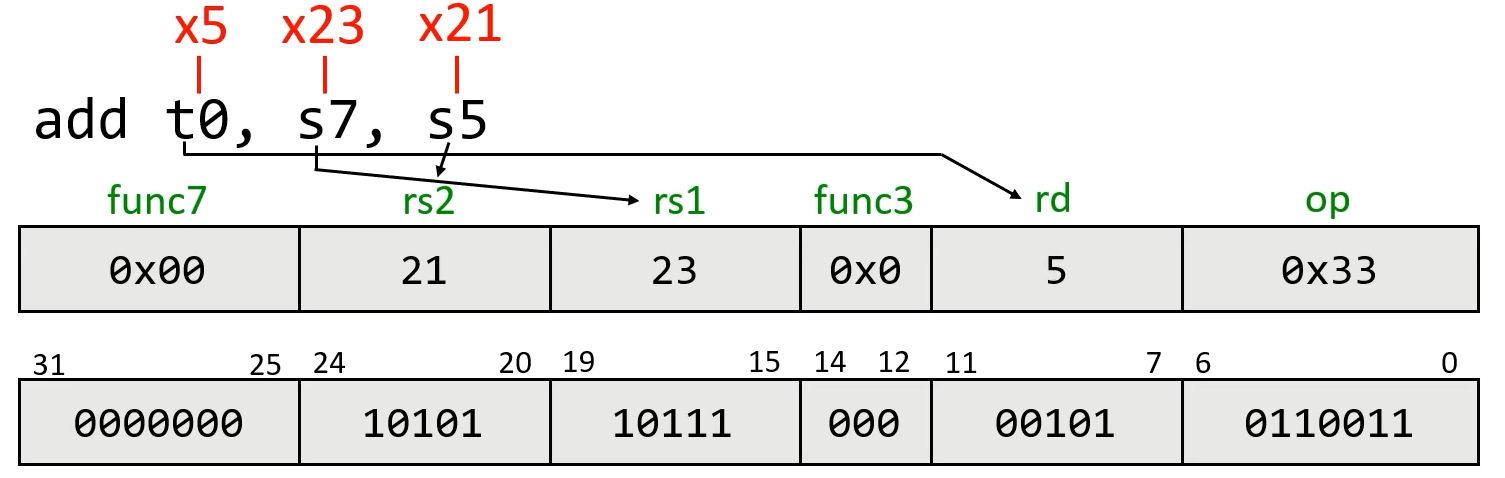 x5 x23 x21
add t0, s7, s5
func7 rs2 rs1 func3 rd op
0x00 21 23 0x0 5 0x33
31 25 24 20 19 15 14 12 11 7 6 0
0000000 10101 10111 000 00101 0110011